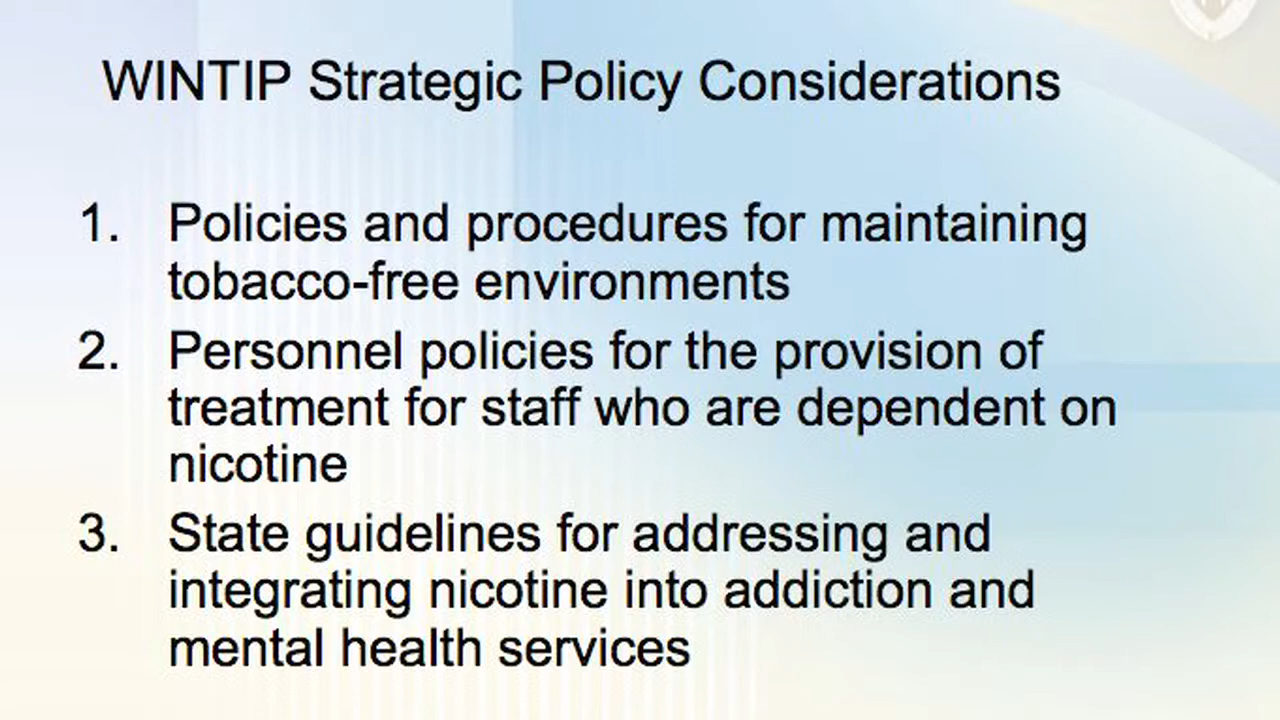 WINTIP Strategic Policy Considerations
1. Policies and procedures for maintaining
tobacco-free environments
2. Personnel policies for the provision of
treatment for staff who are dependent on
nicotine
3. State guidelines for addressing and
integrating nicotine into addiction and
mental health services